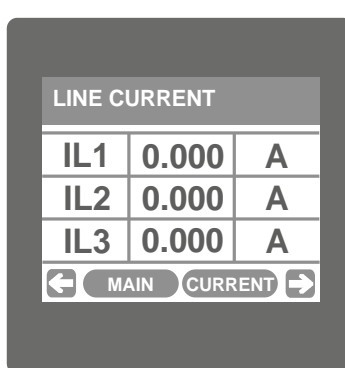 LINE CURRENT
IL1 0.000 A
IL2 0.000 A
IL3 0.000 A
MAIN CURRENT